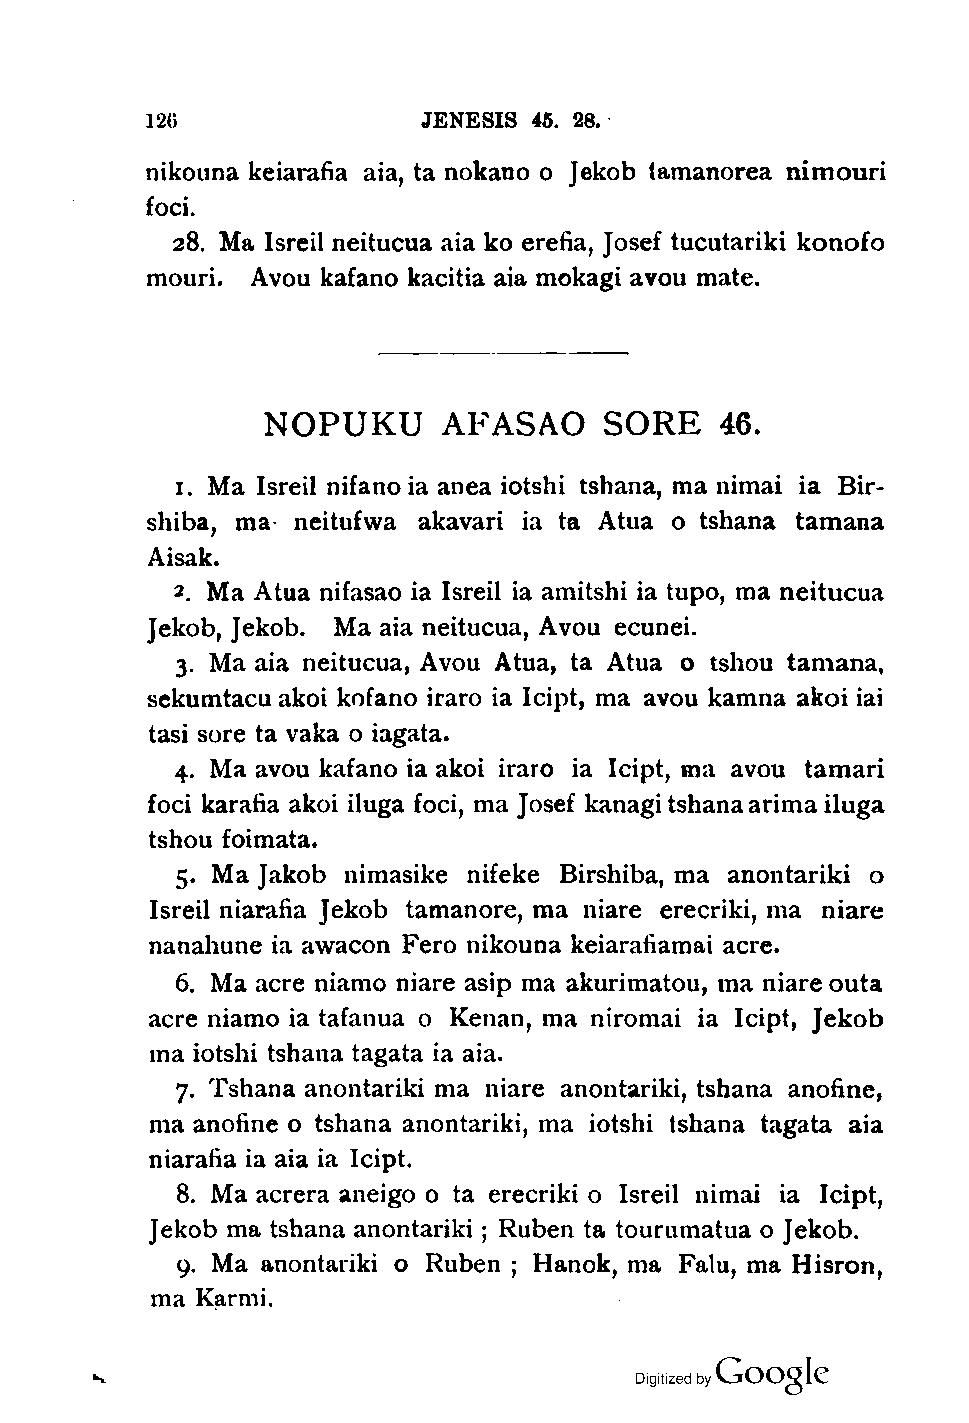 126 JENESIS 45. 28.
nikouna keiarafia aia, ta nokano o Jekob tamanorea nimouri
foci.
28. Ma Isreil neitucua aia ko erefia, Josef tucutariki konofo
mouri. Avou kafano kacitia aia mokagi avou mate.
NOPUKU AFASAO SORE 46.
1. Ma Isreil nifano ia anea iotshi tshana, ma nimai ia Bir-
shiba, ma neitufwa akavari ia ta Atua o tshana tamana
Aisak.
2. Ma Atua nifasao ia Isreil ia amitshi ia tupo, ma neitucua
Jekob, Jekob. Ma aia neitucua, Avou ecunei.
3. Ma aia neitucua, Avou Atua, ta Atua o tshou tamana,
sekumtacu akoi kofano iraro ia Icipt, ma avou kamna akoi iai
tasi sore ta vaka o iagata.
4. Ma avou kafano ia akoi iraro ia Icipt, ma avou tamari
foci karafia akoi iluga foci, ma Josef kanagi tshana arima iluga
tshou foimata.
5. Ma Jakob nimasike nifeke Birshiba, ma anontariki o
Isreil niarafia Jekob tamanore, ma niare erecriki, ma niare
nanahune ia awacon Fero nikouna keiarafiamai acre.
6. Ma acre niamo niare asip ma akurimatou, ma niare outa
acre niamo ia tafanua o Kenan, ma niromai ia Icipt, Jekob
ma iotshi tshana tagata ia aia.
7. Tshana anontariki ma niare anontariki, tshana anofine,
ma anofine o tshana anontariki, ma iotshi tshana tagata aia
niarafia ia aia ia Icipt.
8. Ma acrera aneigo o ta erecriki o Isreil nimai ia Icipt,
Jekob ma tshana anontariki ; Ruben ta tourumatua o Jekob.
9. Ma anontariki o Ruben ; Hanok, ma Falu, ma Hisron,
ma Karmi.
Digitized by Google